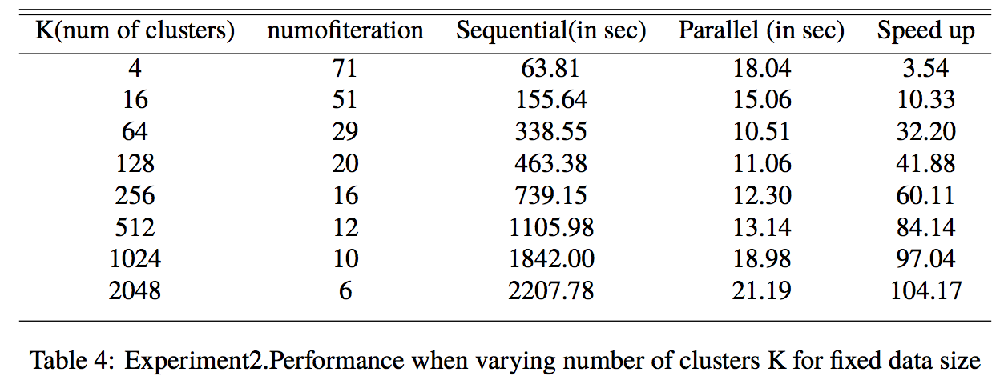 K(num of clusters) numofiteration Sequential(in sec) Parallel (in sec) Speed up
4 71 63.81 18.04 3.54
16 51 155.64 15.06 10.33
64 29 338.55 10.51 32.20
128 20 463.38 11.06 41.88
256 16 739.15 12.30 60.11
512 12 1105.98 13.14 84.14
1024 10 1842.00 18.98 97.04
2048 6 2207.78 21.19 104.17
Table 4: Experiment2.Performance when varying number of clusters K for fixed data size